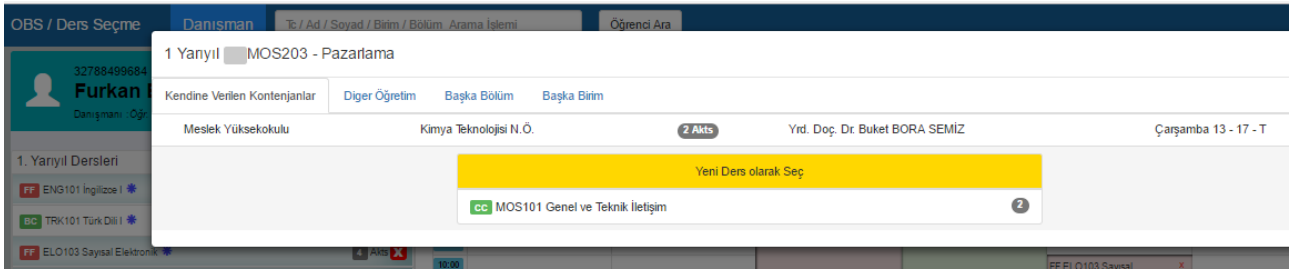 OBS / Ders Seçme Danışman Tc / Ad / Soyad / Birim / Bölüm Arama İşlemi Öğrenci Ara
1 Yarıyıl MOS203 - Pazarlama
32788499684
Furkan
Danışmanı :Öğr.
Kendine Verilen Kontenjanlar Diger Öğretim Başka Bölüm Başka Birim
Meslek Yüksekokulu Kimya Teknolojisi N.Ö. 2 Akts Yrd. Doç. Dr. Buket BORA SEMİZ Çarşamba 13 - 17 - T
1. Yarıyıl Dersleri
Yeni Ders olarak Seç
FF ENG101 İngilizce I
CC MOS101 Genel ve Teknik İletişim 2
BC TRK101 Türk Dili I
FF ELO103 Sayısal Elektronik 4 Akts X
10:00
FF ELO103 Sayısal x